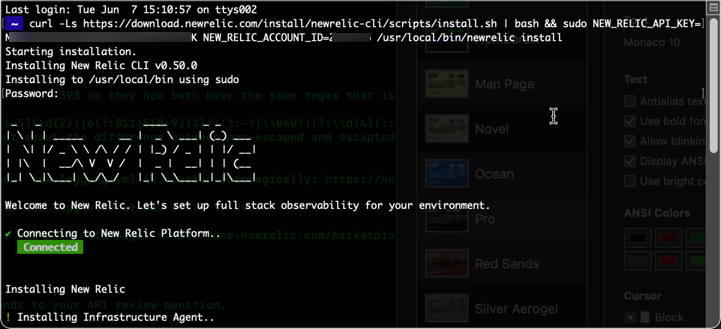 Last login: Tue Jun  7 15:10:57 on ttys002
~ curl -Ls https://download.newrelic.com/install/newrelic-cli/scripts/install.sh | bash && sudo NEW_RELIC_API_KEY=
N K NEW_RELIC_ACCOUNT_ID=2 /usr/local/bin/newrelic install
Starting installation.
Installing New Relic CLI v0.50.0
Installing to /usr/local/bin using sudo
Password:
New Relic
Welcome to New Relic. Let's set up full stack observability for your environment.
✔ Connecting to New Relic Platform..
Connected
Installing New Relic
! Installing Infrastructure Agent..
Man Page
Novel
Ocean
Pro
Red Sands
Silver Aerogel
Monaco 10
Text
Antialias text
Use bold fon
Allow blinking
Display ANSI
Use bright c
ANSI Colors
Cursor
Block